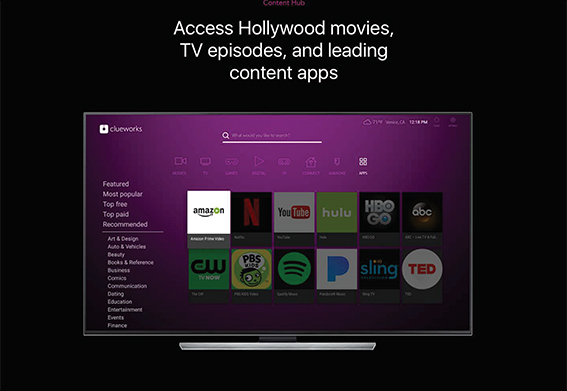 Content Hub
Access Hollywood movies,
TV episodes, and leading
content apps
clueworks
71°F Venice, CA 12:18 PM
What would you like to search?
MOVIES TV GAMES DIGITAL CONNECT APPS
Featured
Most popular
Top free
Top paid
Recommended
Art & Design
Auto & Vehicles
Beauty
Books & Reference
Business
Comics
Communication
Dating
Education
Entertainment
Events
Finance
amazon NETFLIX YouTube hulu HBO GO abc
Amazon Prime Video Netflix YouTube Hulu HBO GO ABC - Live TV & Full
CW TV NOW PBS KIDS Spotify P sling TELEVISION TED
The CW PBS KIDS Video Spotify Music Pandora Music Sling TV TED